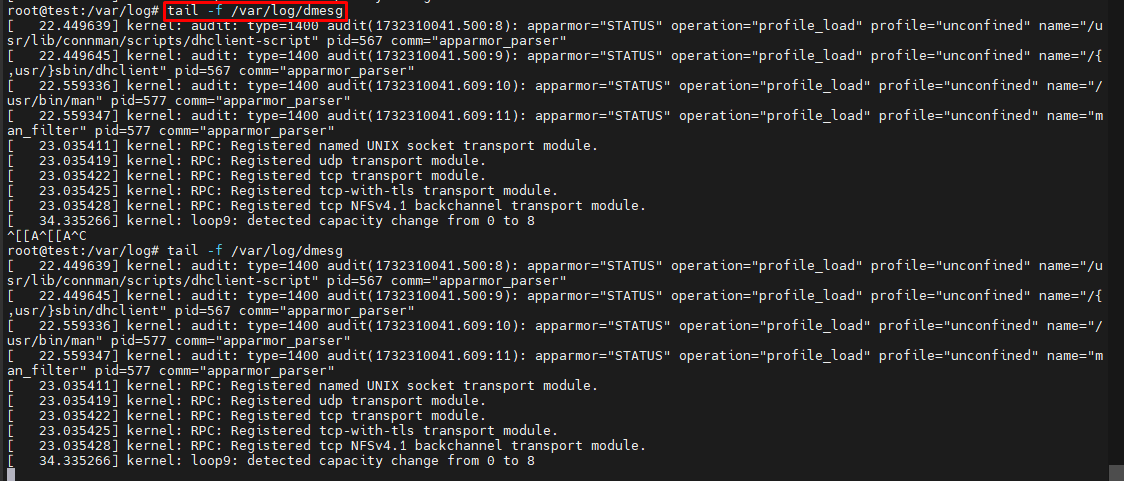 root@test:/var/log# tail -f /var/log/dmesg
[   22.449639] kernel: audit: type=1400 audit(1732310041.500:8): apparmor="STATUS" operation="profile_load" profile="unconfined" name="/u
sr/lib/connman/scripts/dhclient-script" pid=567 comm="apparmor_parser"
[   22.449645] kernel: audit: type=1400 audit(1732310041.500:9): apparmor="STATUS" operation="profile_load" profile="unconfined" name="/{
,usr/}sbin/dhclient" pid=567 comm="apparmor_parser"
[   22.559336] kernel: audit: type=1400 audit(1732310041.609:10): apparmor="STATUS" operation="profile_load" profile="unconfined" name="/
usr/bin/man" pid=577 comm="apparmor_parser"
[   22.559347] kernel: audit: type=1400 audit(1732310041.609:11): apparmor="STATUS" operation="profile_load" profile="unconfined" name="m
an_filter" pid=577 comm="apparmor_parser"
[   23.035411] kernel: RPC: Registered named UNIX socket transport module.
[   23.035419] kernel: RPC: Registered udp transport module.
[   23.035422] kernel: RPC: Registered tcp transport module.
[   23.035425] kernel: RPC: Registered tcp-with-tls transport module.
[   23.035428] kernel: RPC: Registered tcp NFSv4.1 backchannel transport module.
[   34.335266] kernel: loop9: detected capacity change from 0 to 8
^[[A^[[A^C
root@test:/var/log# tail -f /var/log/dmesg
[   22.449639] kernel: audit: type=1400 audit(1732310041.500:8): apparmor="STATUS" operation="profile_load" profile="unconfined" name="/u
sr/lib/connman/scripts/dhclient-script" pid=567 comm="apparmor_parser"
[   22.449645] kernel: audit: type=1400 audit(1732310041.500:9): apparmor="STATUS" operation="profile_load" profile="unconfined" name="/{
,usr/}sbin/dhclient" pid=567 comm="apparmor_parser"
[   22.559336] kernel: audit: type=1400 audit(1732310041.609:10): apparmor="STATUS" operation="profile_load" profile="unconfined" name="/
usr/bin/man" pid=577 comm="apparmor_parser"
[   22.559347] kernel: audit: type=1400 audit(1732310041.609:11): apparmor="STATUS" operation="profile_load" profile="unconfined" name="m
an_filter" pid=577 comm="apparmor_parser"
[   23.035411] kernel: RPC: Registered named UNIX socket transport module.
[   23.035419] kernel: RPC: Registered udp transport module.
[   23.035422] kernel: RPC: Registered tcp transport module.
[   23.035425] kernel: RPC: Registered tcp-with-tls transport module.
[   23.035428] kernel: RPC: Registered tcp NFSv4.1 backchannel transport module.
[   34.335266] kernel: loop9: detected capacity change from 0 to 8